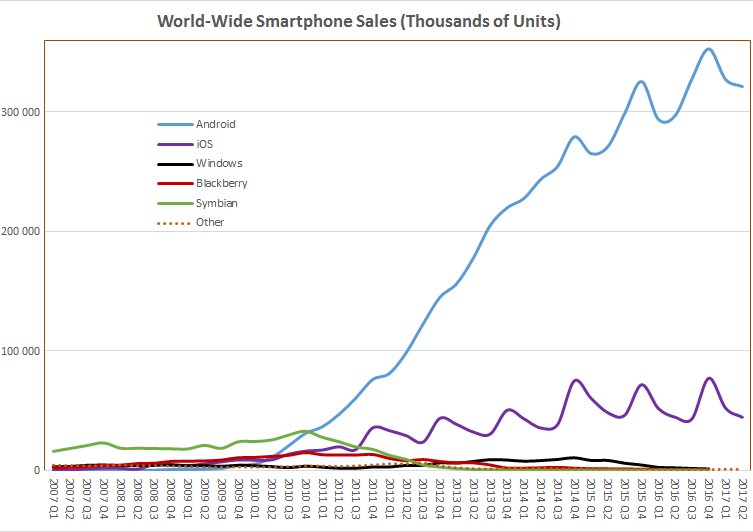 World-Wide Smartphone Sales (Thousands of Units)
300 000
200 000
100 000
0
Android
iOS
Windows
Blackberry
Symbian
Other
2007 Q1
2007 Q2
2007 Q3
2007 Q4
2008 Q1
2008 Q2
2008 Q3
2008 Q4
2009 Q1
2009 Q2
2009 Q3
2009 Q4
2010 Q1
2010 Q2
2010 Q3
2010 Q4
2011 Q1
2011 Q2
2011 Q3
2011 Q4
2012 Q1
2012 Q2
2012 Q3
2012 Q4
2013 Q1
2013 Q2
2013 Q3
2013 Q4
2014 Q1
2014 Q2
2014 Q3
2014 Q4
2015 Q1
2015 Q2
2015 Q3
2015 Q4
2016 Q1
2016 Q2
2016 Q3
2016 Q4
2017 Q1
2017 Q2